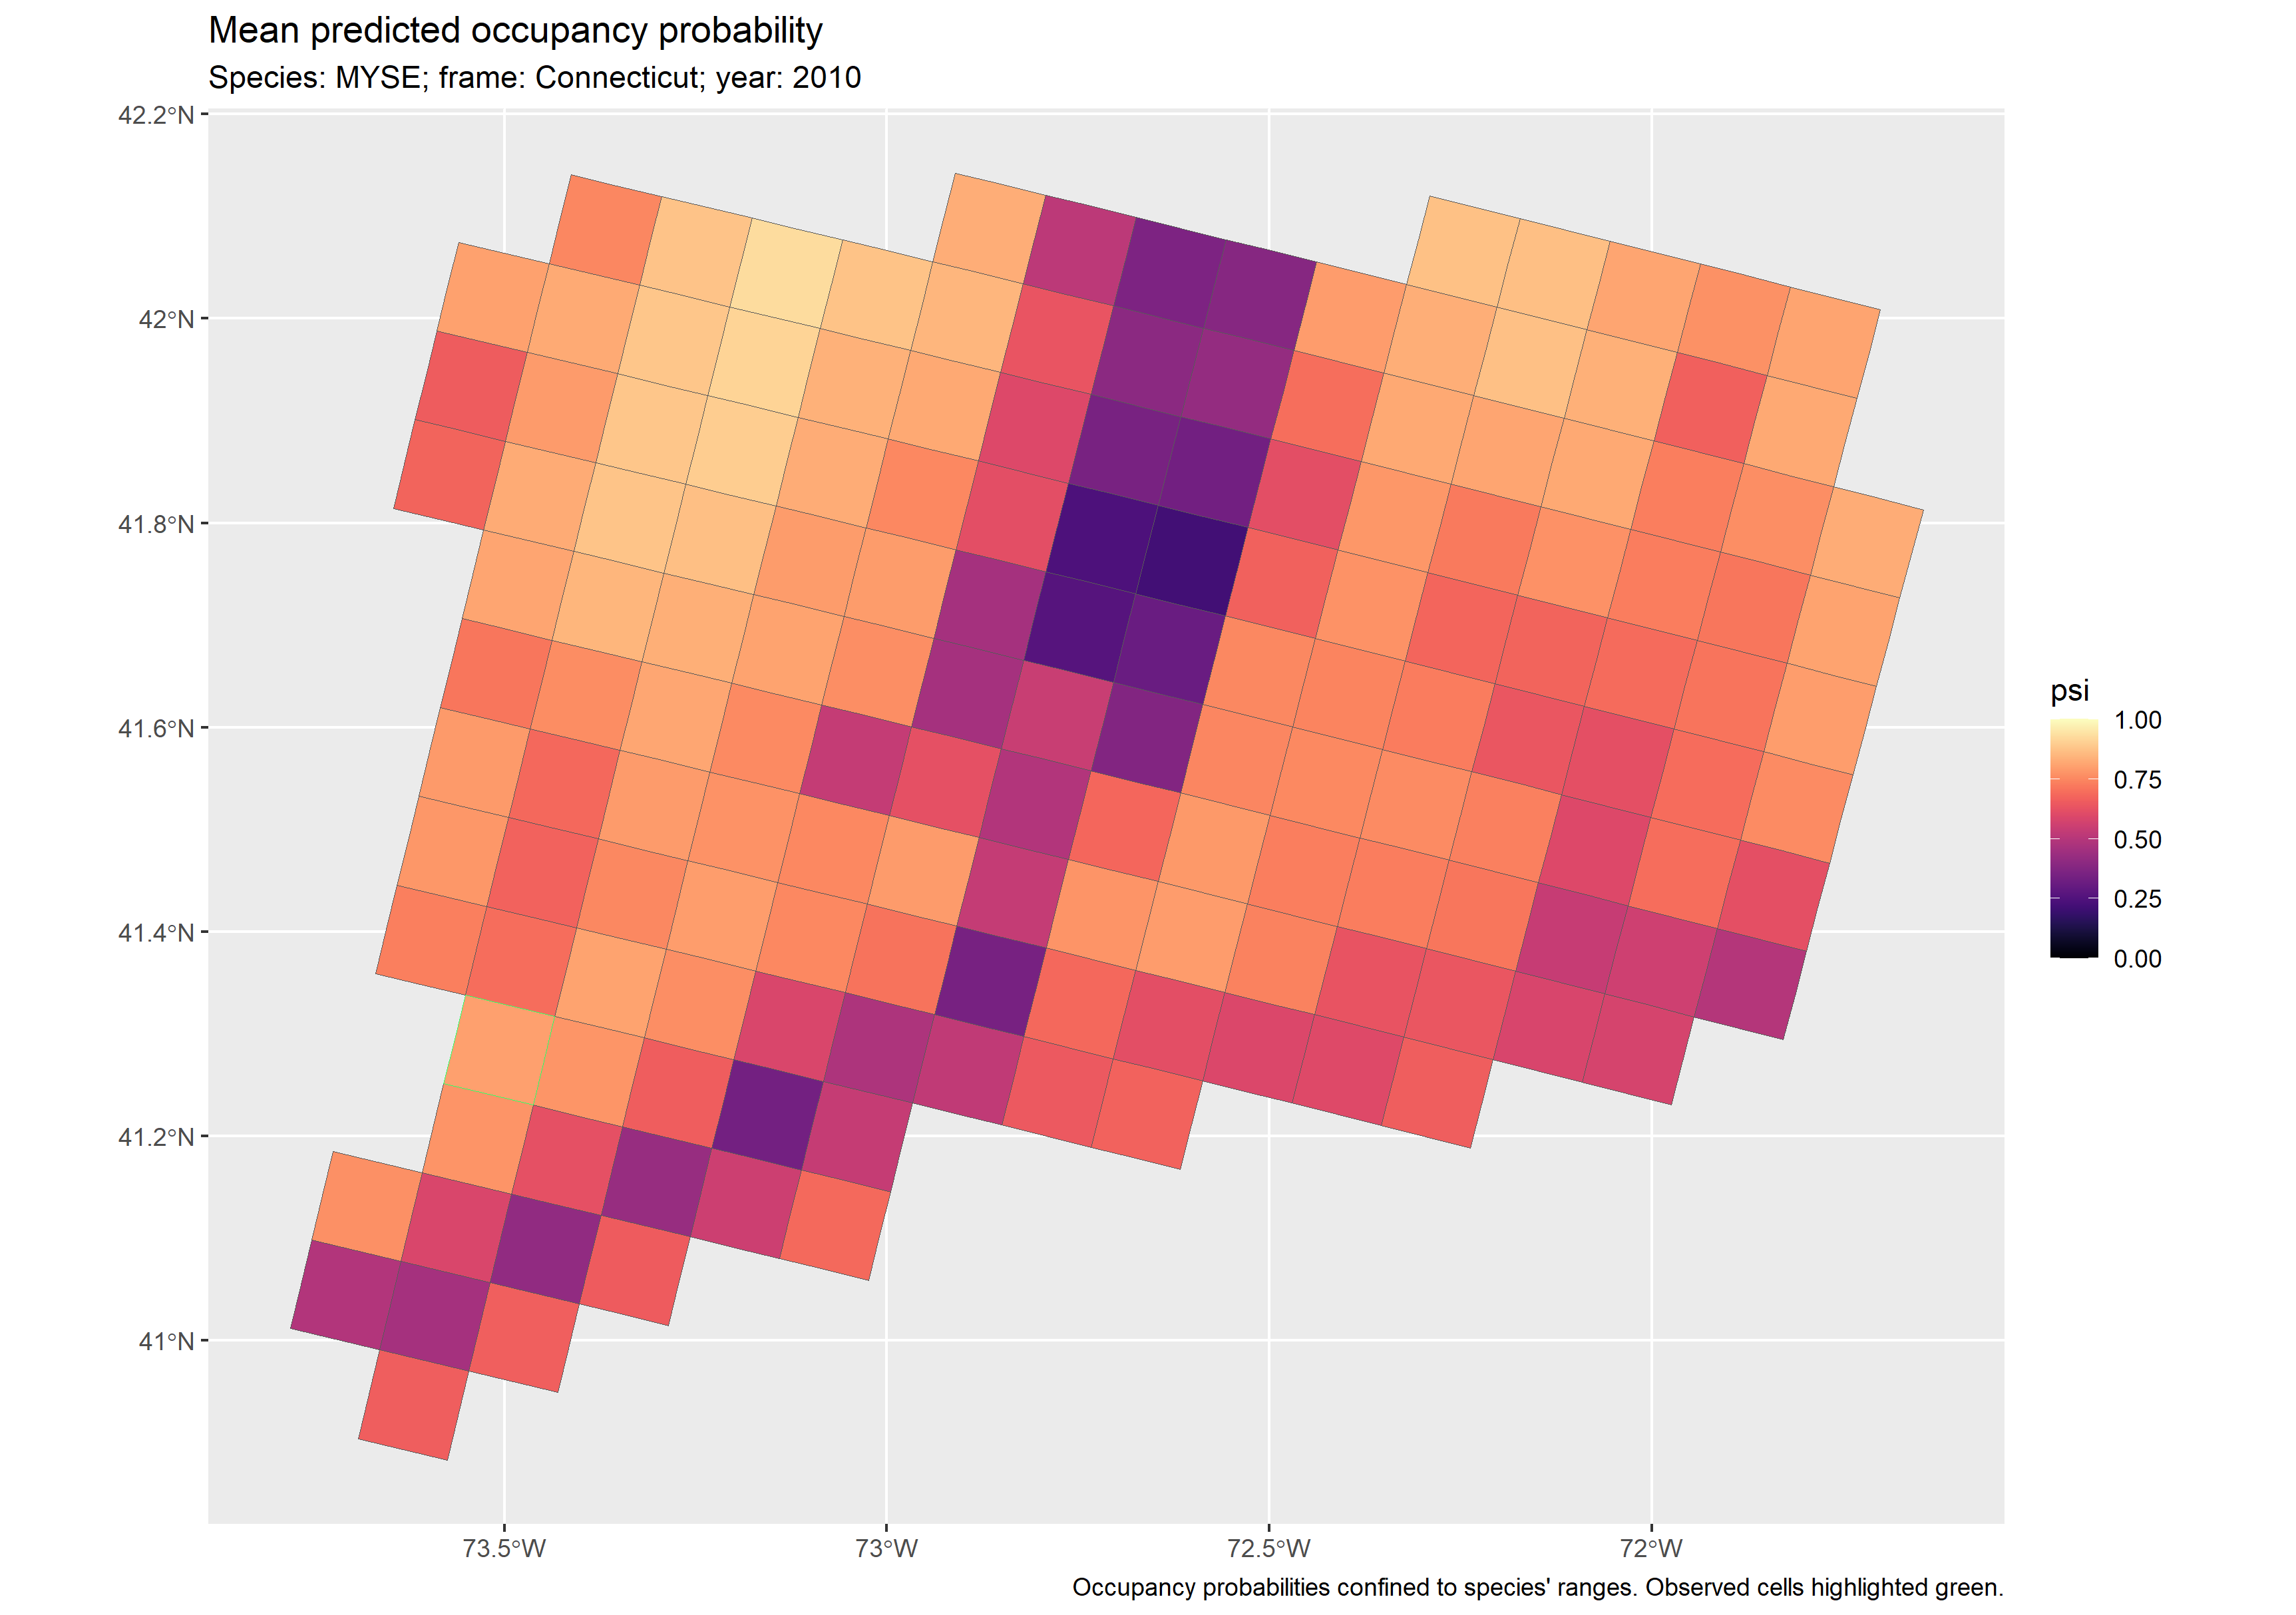 Mean predicted occupancy probability
Species: MYSE; frame: Connecticut; year: 2010
42.2°N
42°N
41.8°N
41.6°N
41.4°N
41.2°N
41°N
73.5°W
73°W
72.5°W
72°W
psi
1.00
0.75
0.50
0.25
0.00
Occupancy probabilities confined to species' ranges. Observed cells highlighted green.